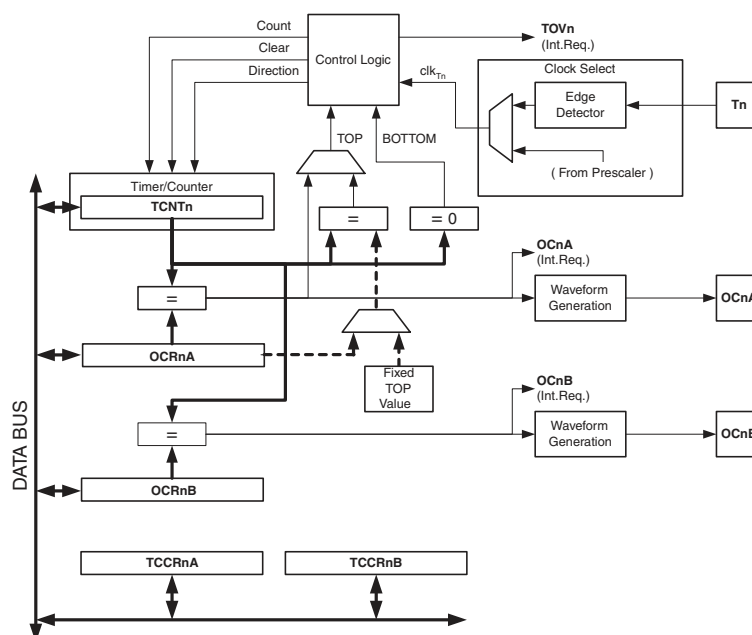 Count
Clear
Direction
Control Logic
TOVn
(Int.Req.)
clkTn
Clock Select
Edge
Detector
Tn
( From Prescaler )
TOP
BOTTOM
Timer/Counter
TCNTn
=
= 0
OCnA
(Int.Req.)
=
Waveform
Generation
OCnA
OCRnA
Fixed
TOP
Value
OCnB
(Int.Req.)
=
Waveform
Generation
OCnB
OCRnB
DATA BUS
TCCRnA
TCCRnB